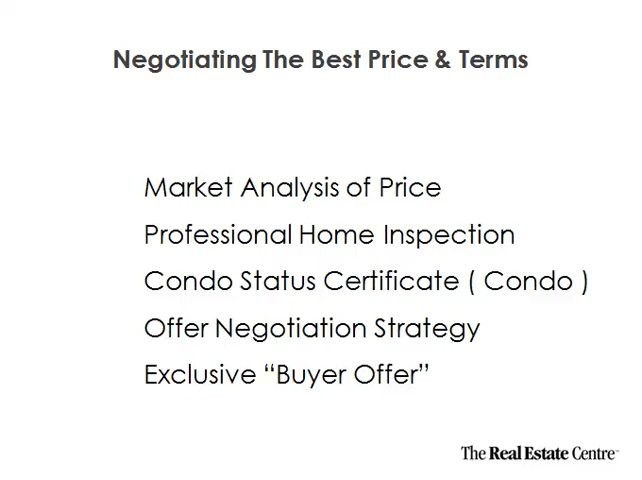 Negotiating The Best Price & Terms
Market Analysis of Price
Professional Home Inspection
Condo Status Certificate ( Condo )
Offer Negotiation Strategy
Exclusive “Buyer Offer”
The Real Estate Centre™